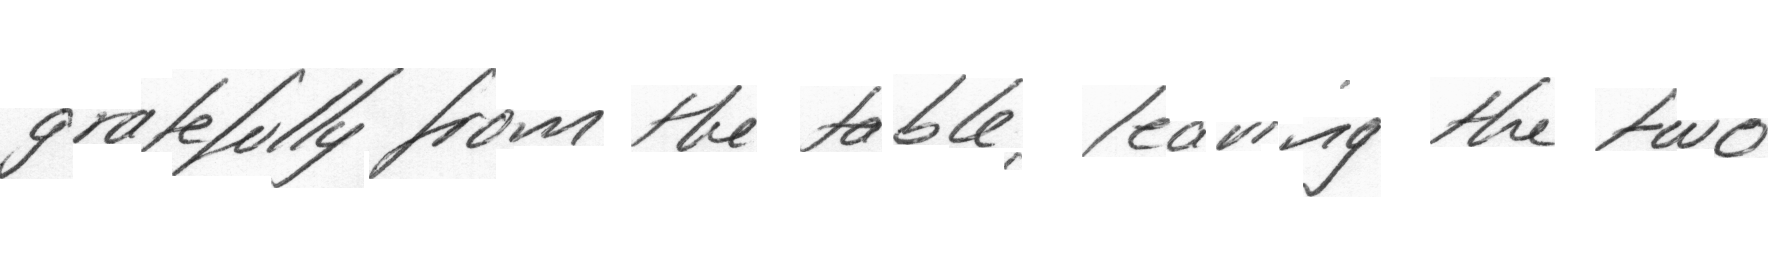 gratefully from the table, leaving the two